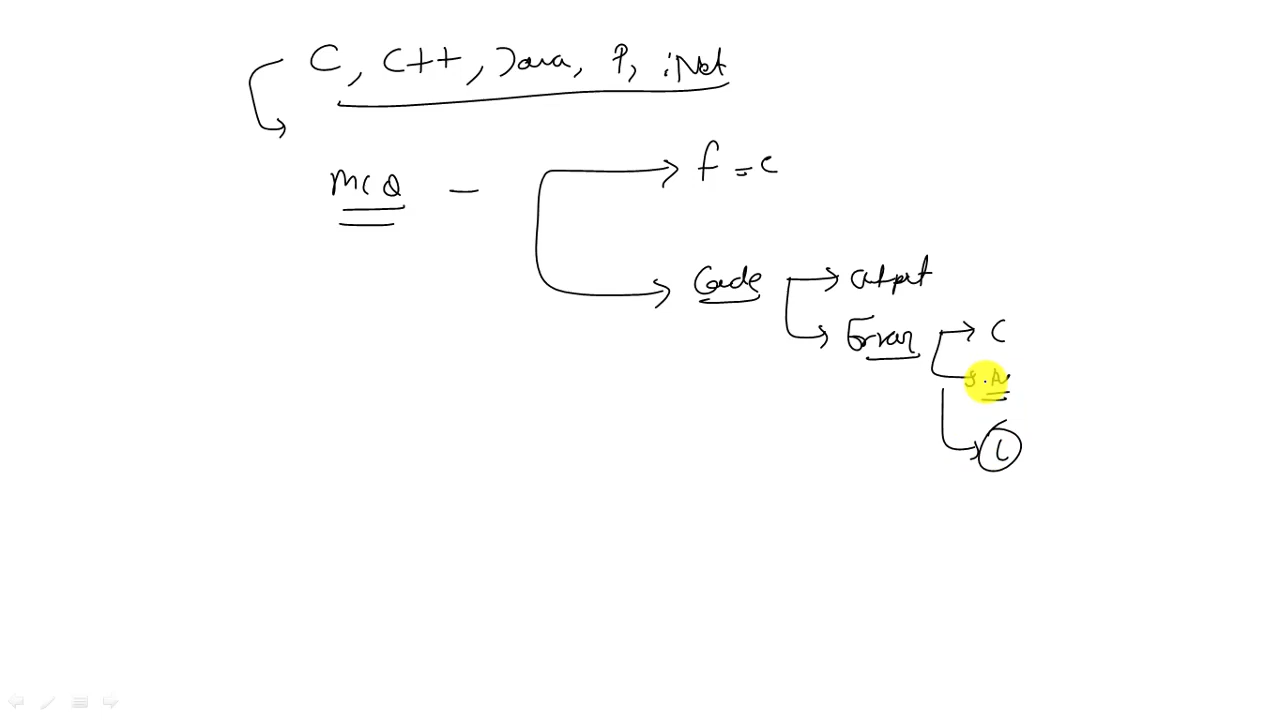 C, C++, Java, P, .Net
MCQ –
f = c
Code → output
Error → C